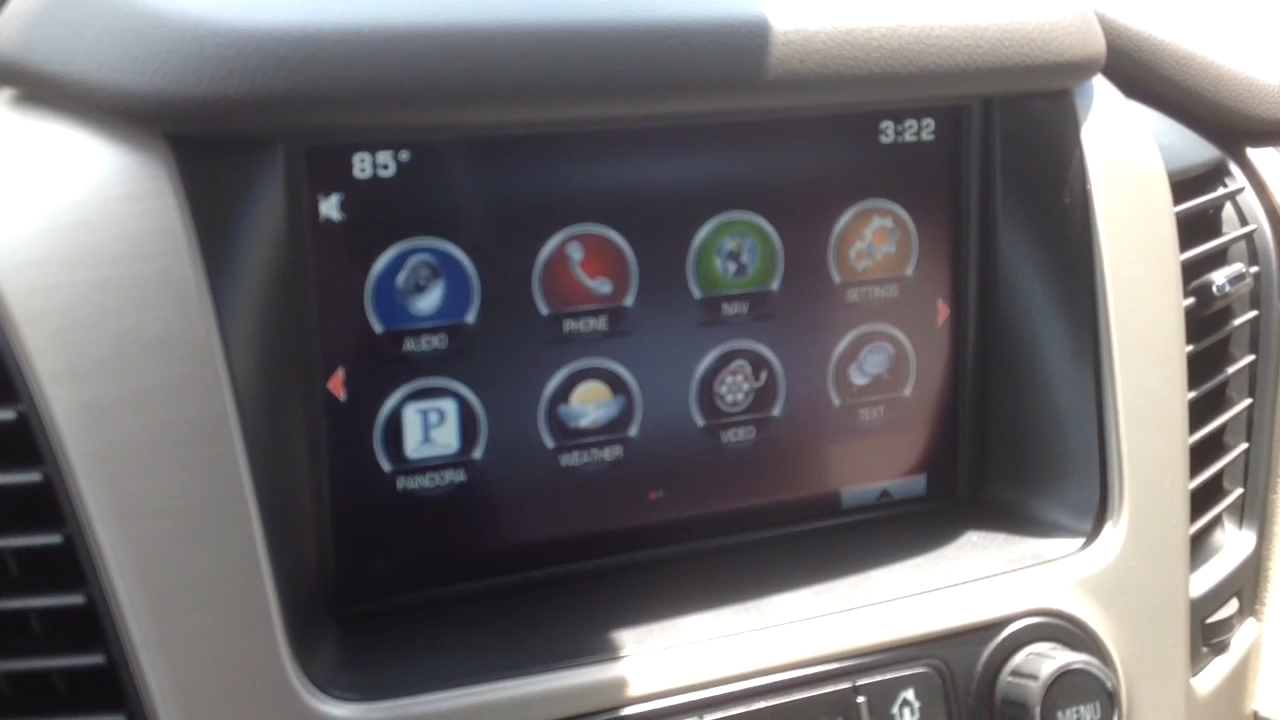 85° 3:22
AUDIO PHONE NAV SETTINGS
P
PANDORA WEATHER VIDEO TEXT
MENU